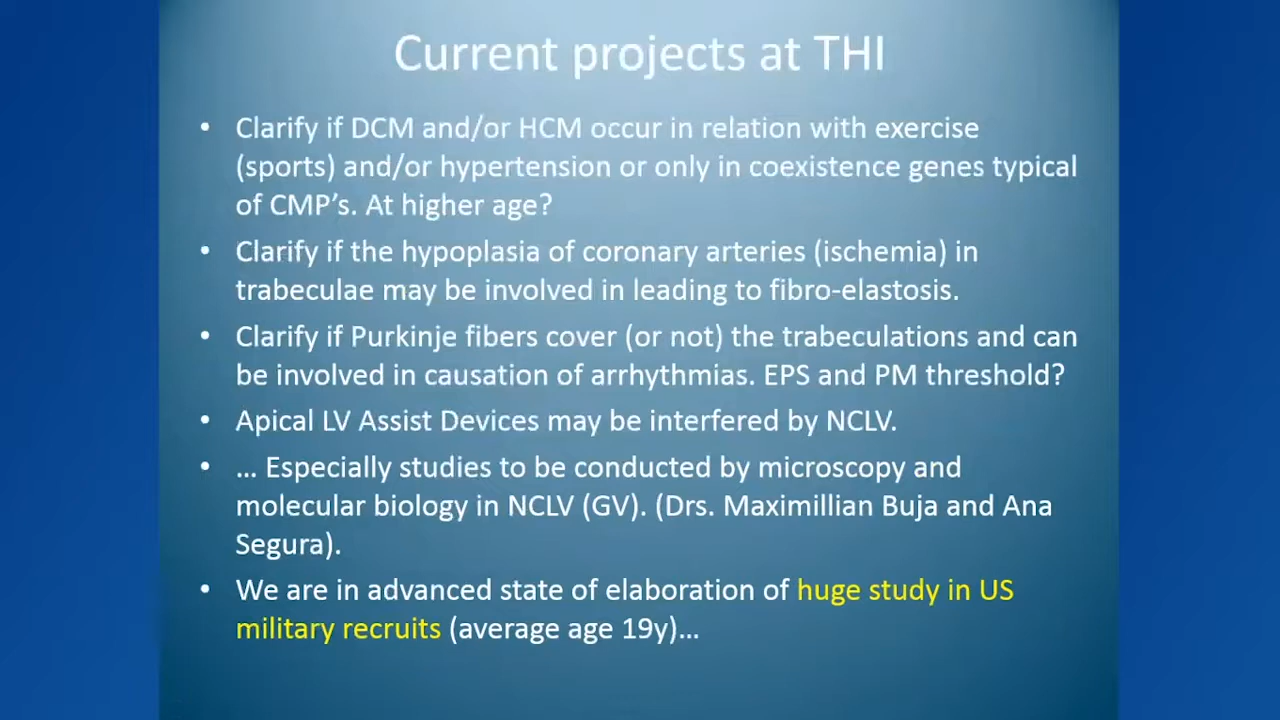 Current projects at THI
• Clarify if DCM and/or HCM occur in relation with exercise
(sports) and/or hypertension or only in coexistence genes typical
of CMP’s. At higher age?
• Clarify if the hypoplasia of coronary arteries (ischemia) in
trabeculae may be involved in leading to fibro-elastosis.
• Clarify if Purkinje fibers cover (or not) the trabeculations and can
be involved in causation of arrhythmias. EPS and PM threshold?
• Apical LV Assist Devices may be interfered by NCLV.
• … Especially studies to be conducted by microscopy and
molecular biology in NCLV (GV). (Drs. Maximillian Buja and Ana
Segura).
• We are in advanced state of elaboration of huge study in US
military recruits (average age 19y)…